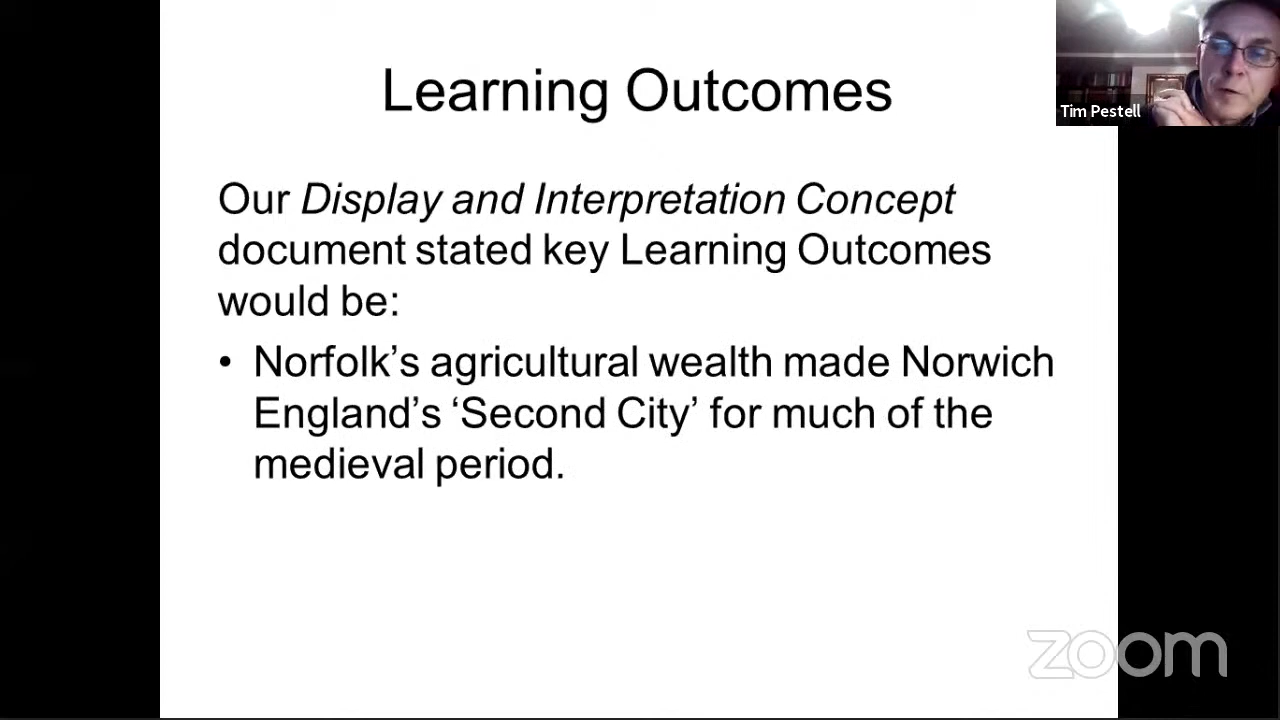 Learning Outcomes
Tim Pestell
Our Display and Interpretation Concept
document stated key Learning Outcomes
would be:
• Norfolk’s agricultural wealth made Norwich
England’s ‘Second City’ for much of the
medieval period.
zoom